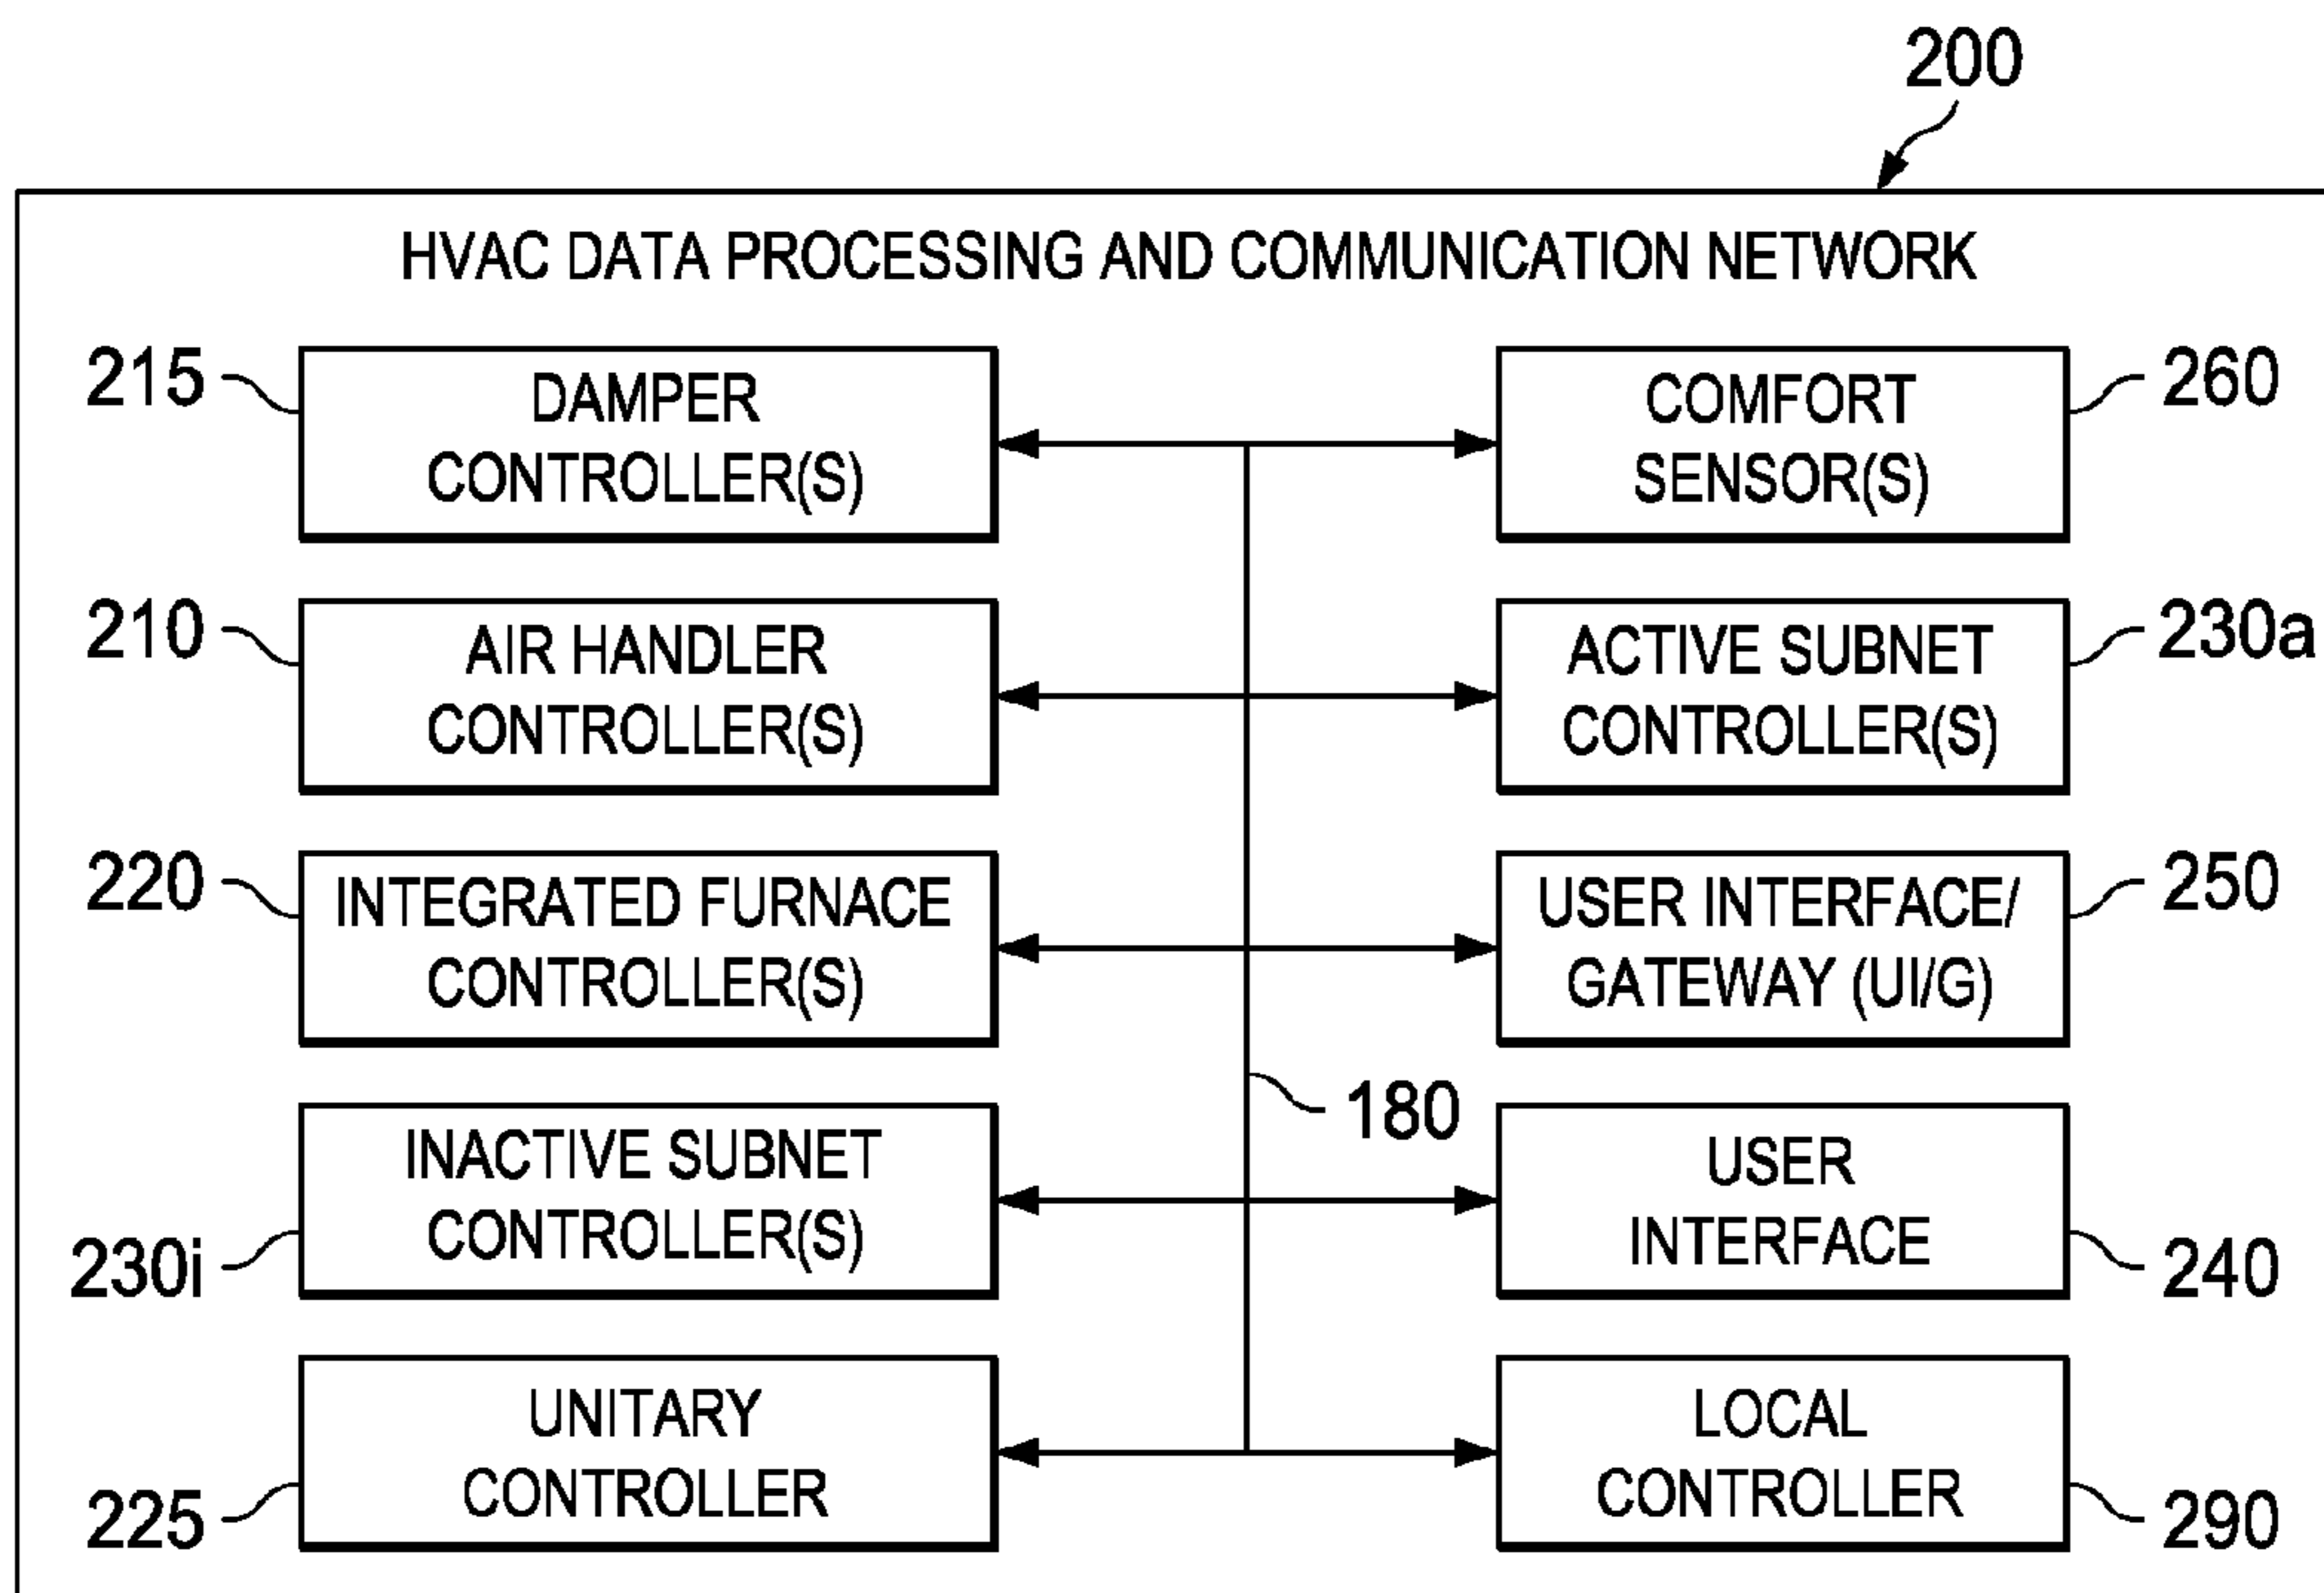 200
HVAC DATA PROCESSING AND COMMUNICATION NETWORK
215
DAMPER
CONTROLLER(S)
COMFORT
SENSOR(S)
260
210
AIR HANDLER
CONTROLLER(S)
ACTIVE SUBNET
CONTROLLER(S)
230a
220
INTEGRATED FURNACE
CONTROLLER(S)
USER INTERFACE/
GATEWAY (UI/G)
250
180
INACTIVE SUBNET
CONTROLLER(S)
230i
USER
INTERFACE
240
UNITARY
CONTROLLER
225
LOCAL
CONTROLLER
290